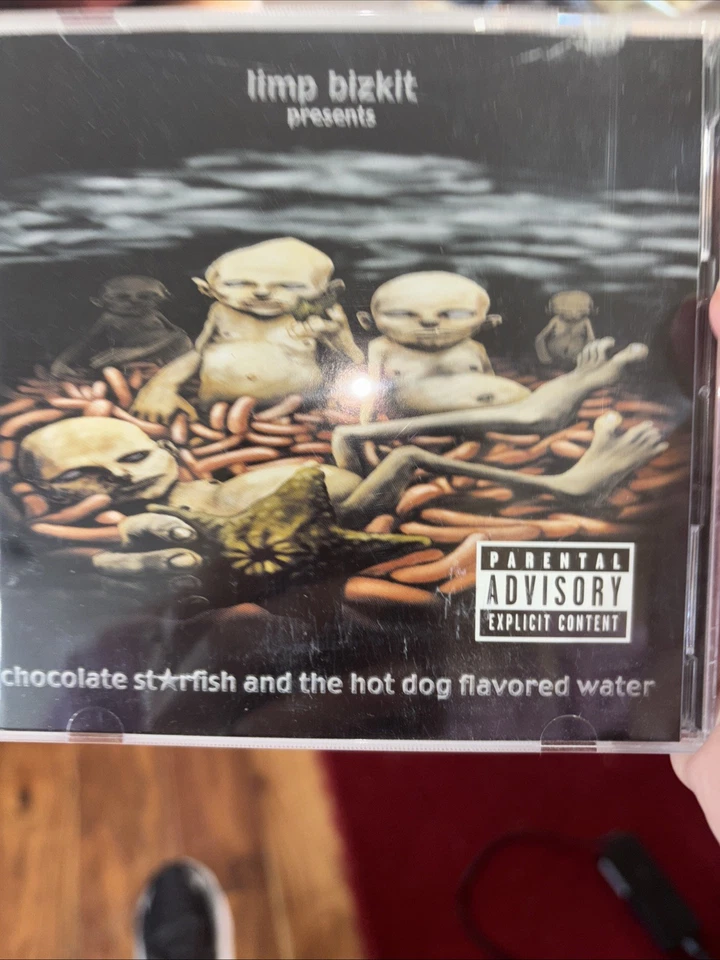 limp bizkit
presents
PARENTAL
ADVISORY
EXPLICIT CONTENT
chocolate st★rfish and the hot dog flavored water